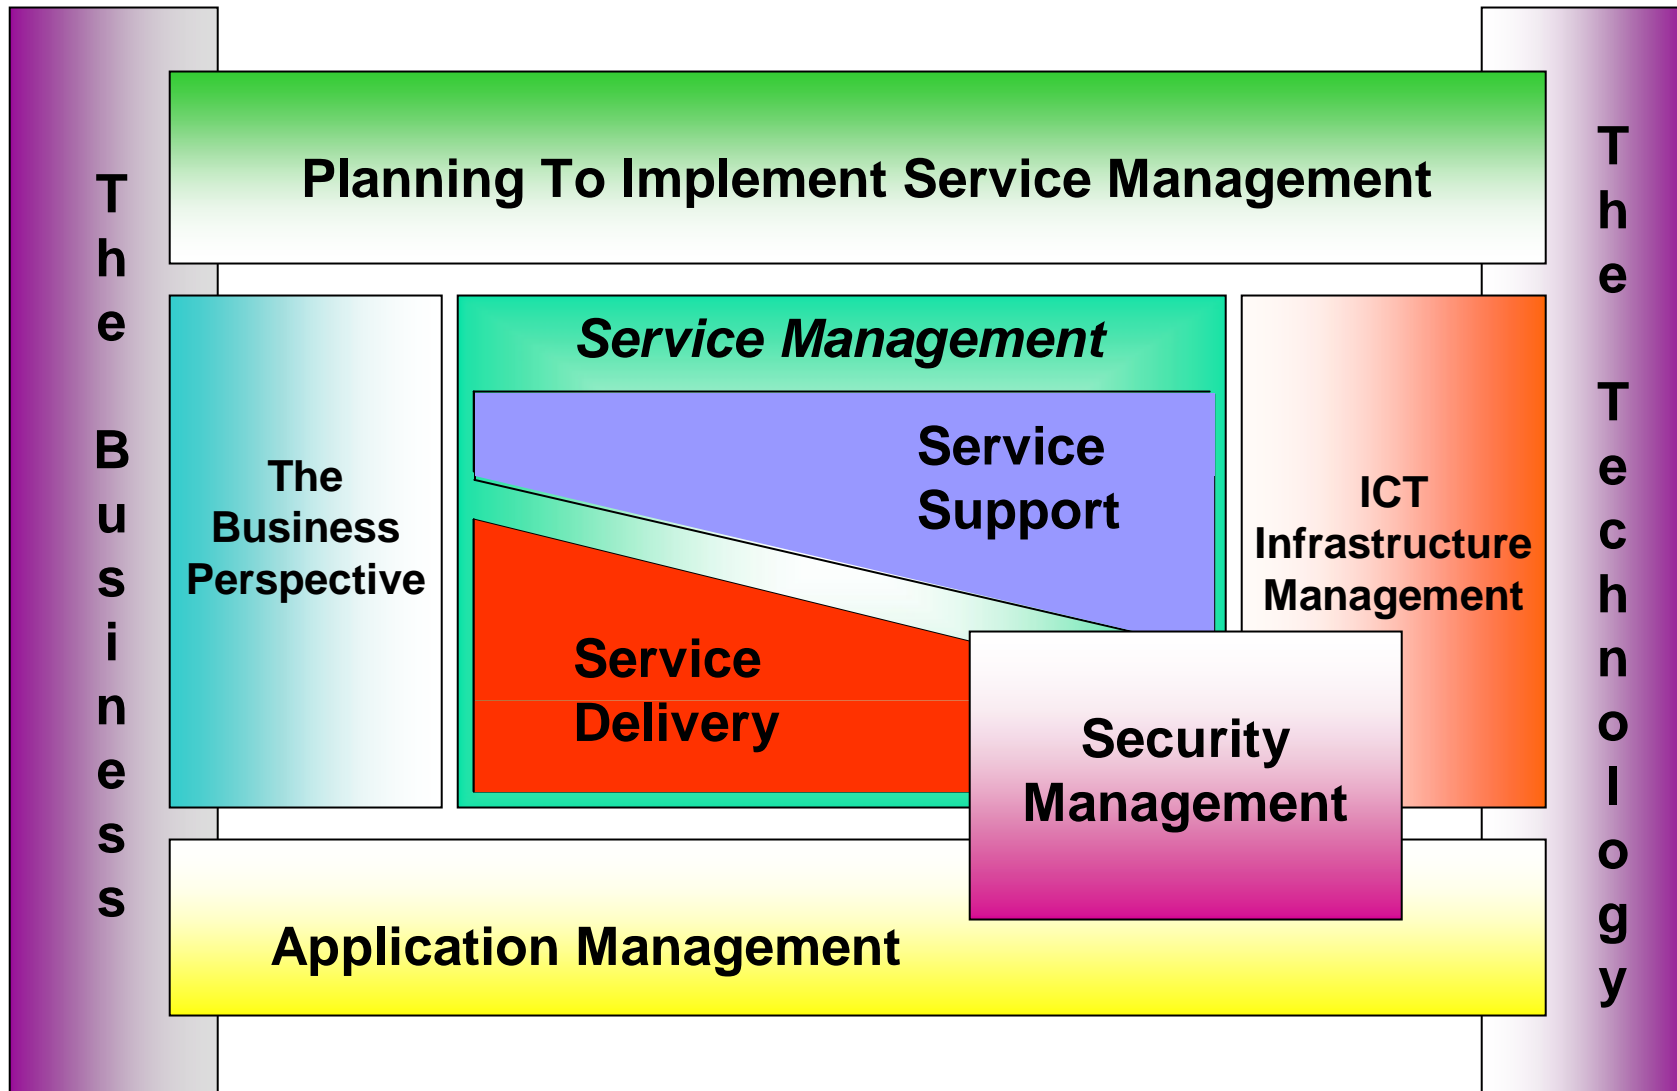 The Business
Planning To Implement Service Management
The Technology
Service Management
The
Business
Perspective
Service
Support
ICT
Infrastructure
Management
Service
Delivery
Security
Management
Application Management